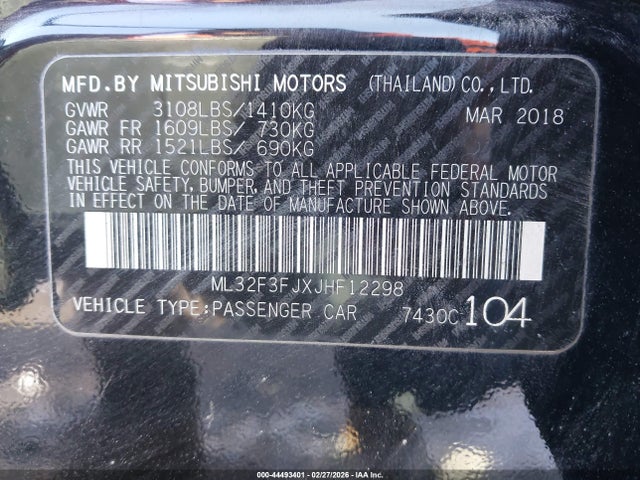 MFD.BY MITSUBISHI MOTORS (THAILAND) CO., LTD.
GVWR 3108LBS/1410KG MAR 2018
GAWR FR 1609LBS/ 730KG
GAWR RR 1521LBS/ 690KG
THIS VEHICLE CONFORMS TO ALL APPLICABLE FEDERAL MOTOR
VEHICLE SAFETY, BUMPER, AND THEFT PREVENTION STANDARDS
IN EFFECT ON THE DATE OF MANUFACTURE SHOWN ABOVE.
ML32F3FJXJHF12298
VEHICLE TYPE:PASSENGER CAR 7430C 104
000-44493401 - 02/27/2026 - IAA Inc.